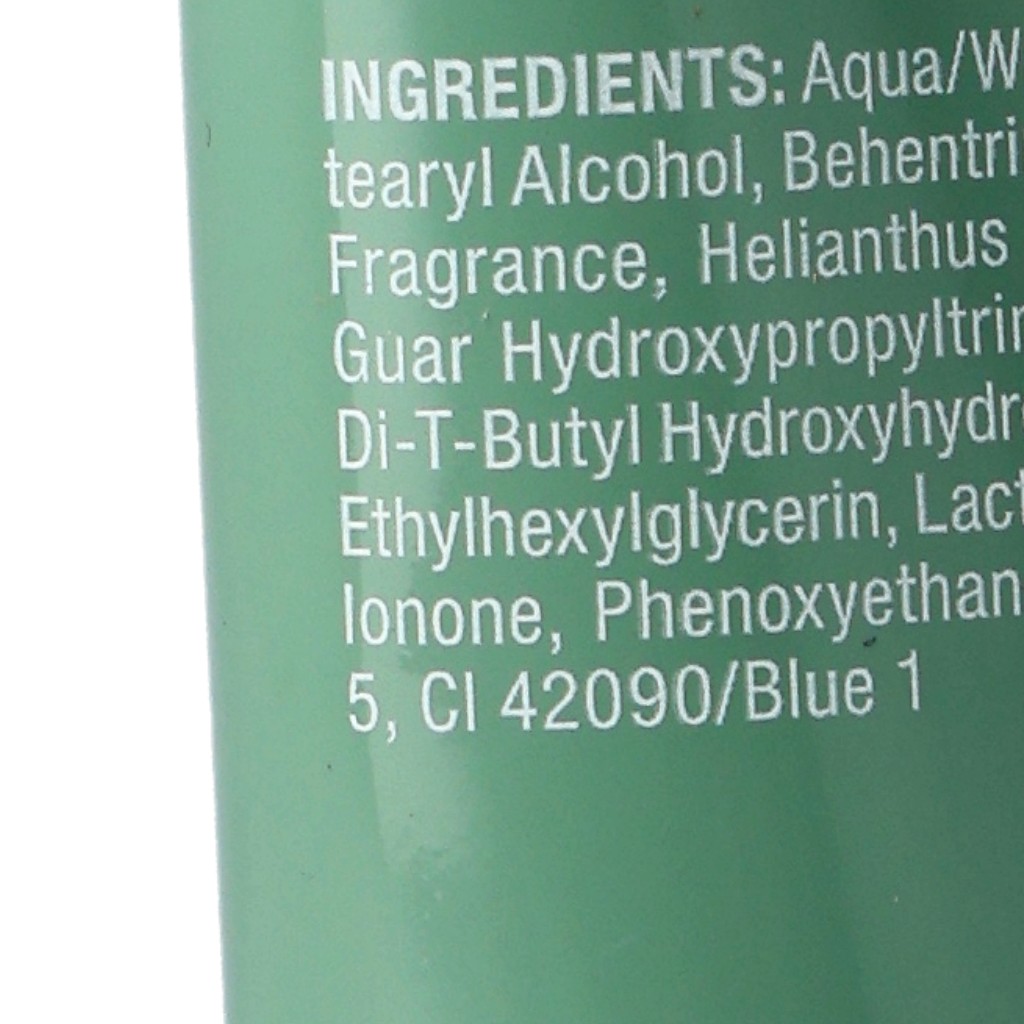 INGREDIENTS: Aqua/W
tearyl Alcohol, Behentri
Fragrance, Helianthus
Guar Hydroxypropyltri
Di-T-Butyl Hydroxyhydr
Ethylhexylglycerin, Lact
Ionone, Phenoxyethan
5, CI 42090/Blue 1